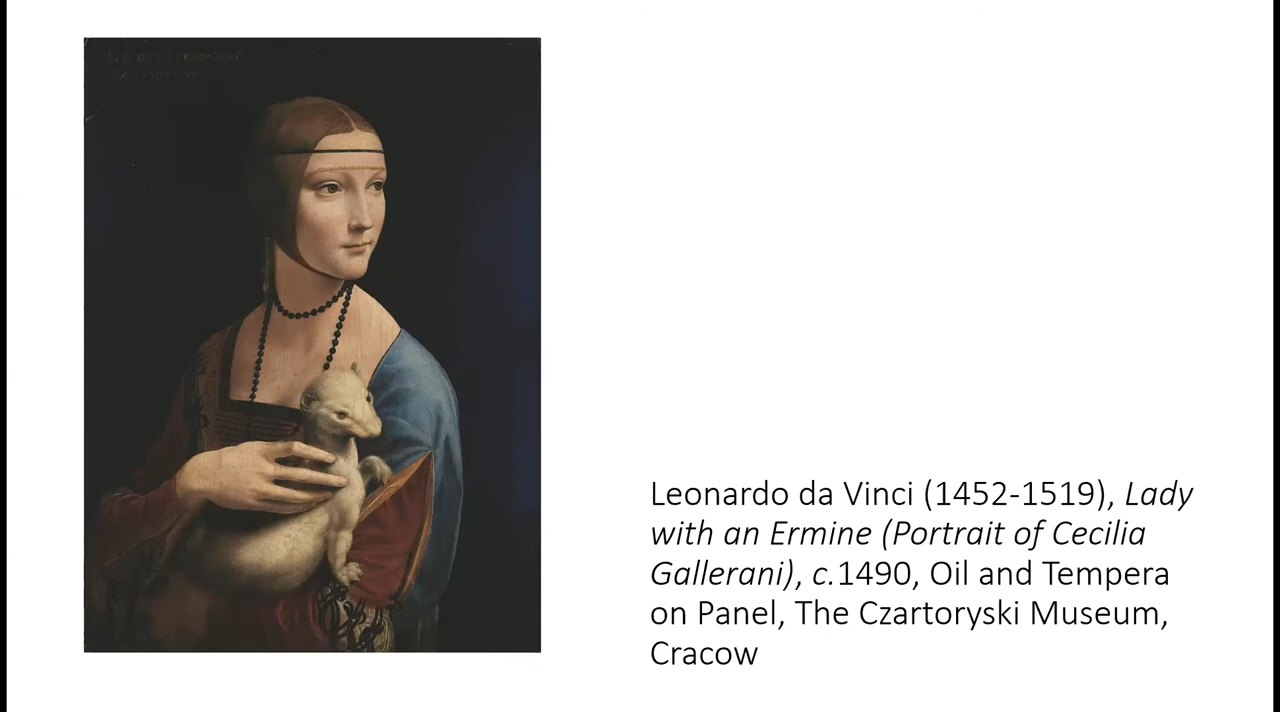 Leonardo da Vinci (1452-1519), Lady
with an Ermine (Portrait of Cecilia
Gallerani), c.1490, Oil and Tempera
on Panel, The Czartoryski Museum,
Cracow